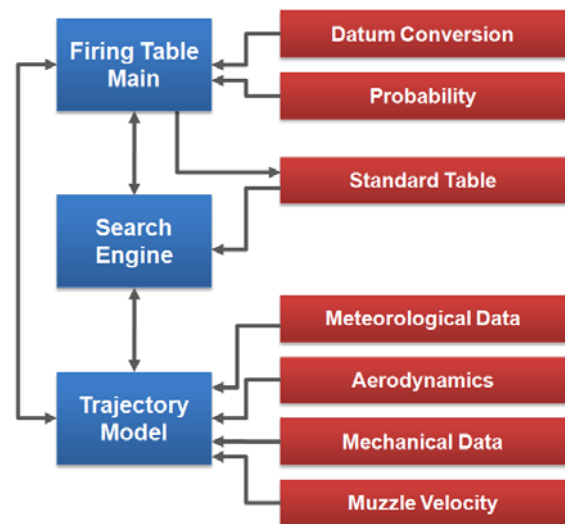 Firing Table
Main
Datum Conversion
Probability
Standard Table
Search
Engine
Meteorological Data
Aerodynamics
Trajectory
Model
Mechanical Data
Muzzle Velocity